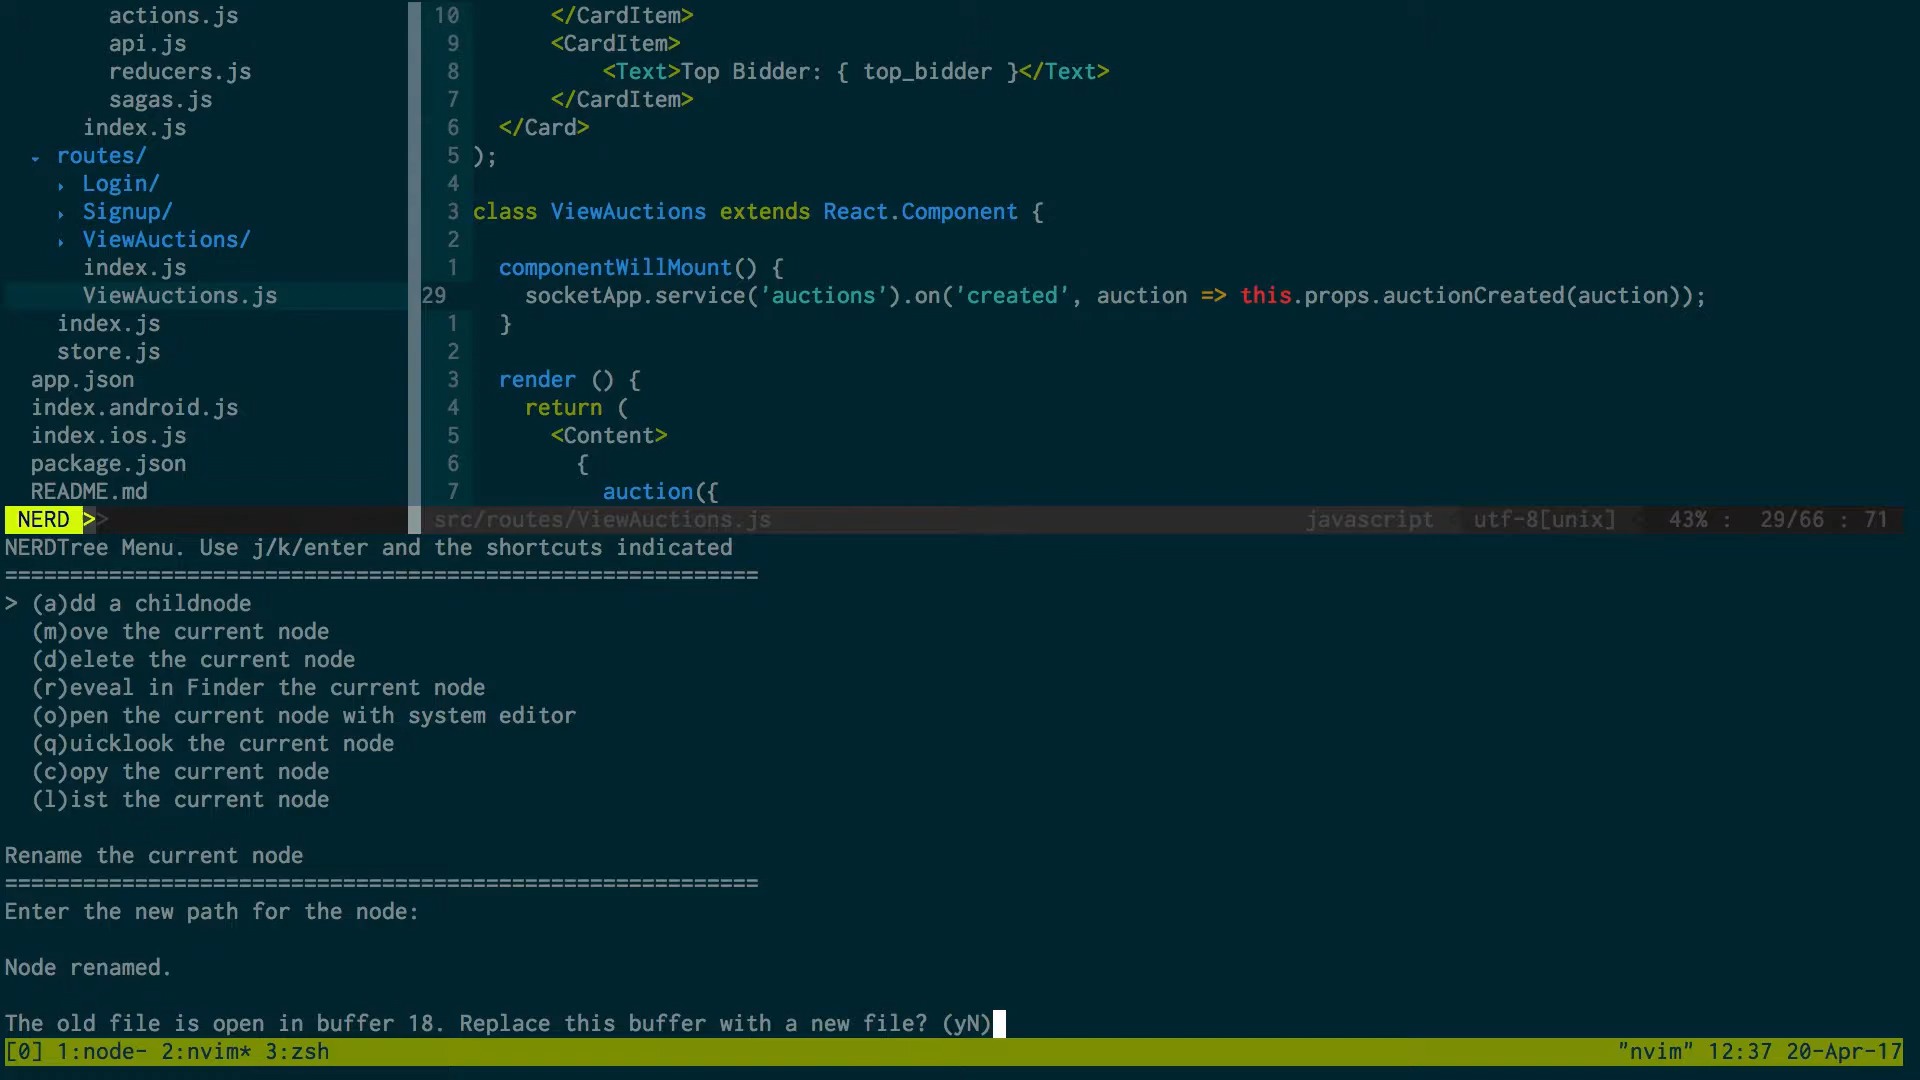 actions.js
api.js
reducers.js
sagas.js
index.js
▾ routes/
▸ Login/
▸ Signup/
▸ ViewAuctions/
index.js
ViewAuctions.js
index.js
store.js
app.json
index.android.js
index.ios.js
package.json
README.md
10 </CardItem>
9 <CardItem>
8 <Text>Top Bidder: { top_bidder }</Text>
7 </CardItem>
6 </Card>
5 );
4
3 class ViewAuctions extends React.Component {
2
1 componentWillMount() {
29 socketApp.service('auctions').on('created', auction => this.props.auctionCreated(auction));
1 }
2
3 render () {
4 return (
5 <Content>
6 {
7 auction({
NERD >> src/routes/ViewAuctions.js javascript utf-8[unix] 43% : 29/66 : 71
NERDTree Menu. Use j/k/enter and the shortcuts indicated
==========================================================
> (a)dd a childnode
(m)ove the current node
(d)elete the current node
(r)eveal in Finder the current node
(o)pen the current node with system editor
(q)uicklook the current node
(c)opy the current node
(l)ist the current node
Rename the current node
==========================================================
Enter the new path for the node:
Node renamed.
The old file is open in buffer 18. Replace this buffer with a new file? (yN)
[0] 1:node- 2:nvim* 3:zsh "nvim" 12:37 20-Apr-17